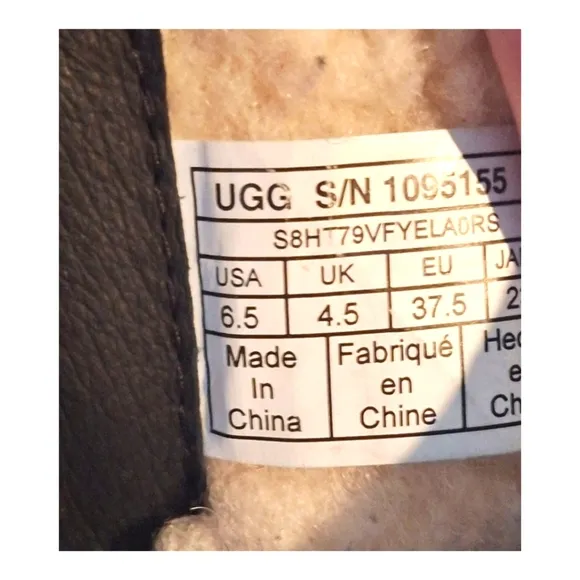 UGG S/N 1095155
S8HT79VFYELA0RS
USA UK EU
6.5 4.5 37.5
Made Fabriqué
In en
China Chine